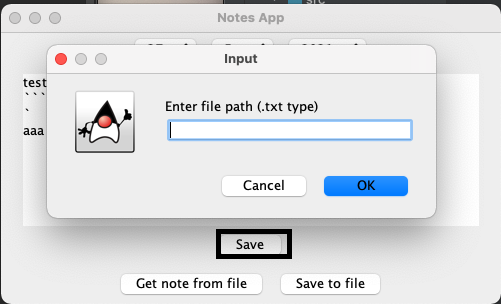 Notes App
Input
test
Enter file path (.txt type)
aaa
Cancel
OK
Save
Get note from file
Save to file